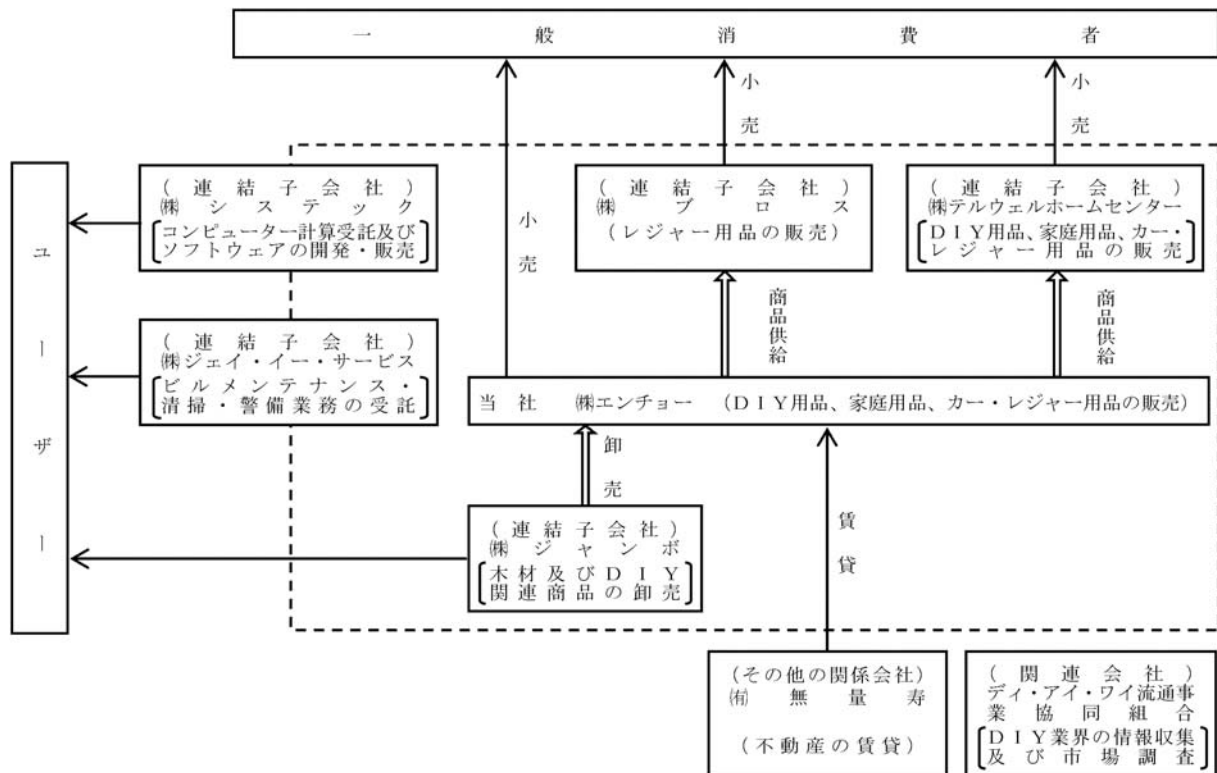 一般消費者
小売
小売
小売
ユーザー
(連結子会社)
㈱システック
コンピューター計算受託及び
ソフトウェアの開発・販売
(連結子会社)
㈱プロス
(レジャー用品の販売)
(連結子会社)
㈱テルウェルホームセンター
DIY用品、家庭用品、カー・
レジャー用品の販売
(連結子会社)
㈱ジェイ・イー・サービス
ビルメンテナンス・
清掃・警備業務の受託
商品供給
商品供給
当社 ㈱エンチョー (DIY用品、家庭用品、カー・レジャー用品の販売)
卸売
賃貸
(連結子会社)
㈱ジャンボ
木材及びDIY
関連商品の卸売
(その他の関係会社)
㈲無量寿
(不動産の賃貸)
(関連会社)
ディ・アイ・ワイ流通事
業協同組合
DIY業界の情報収集
及び市場調査